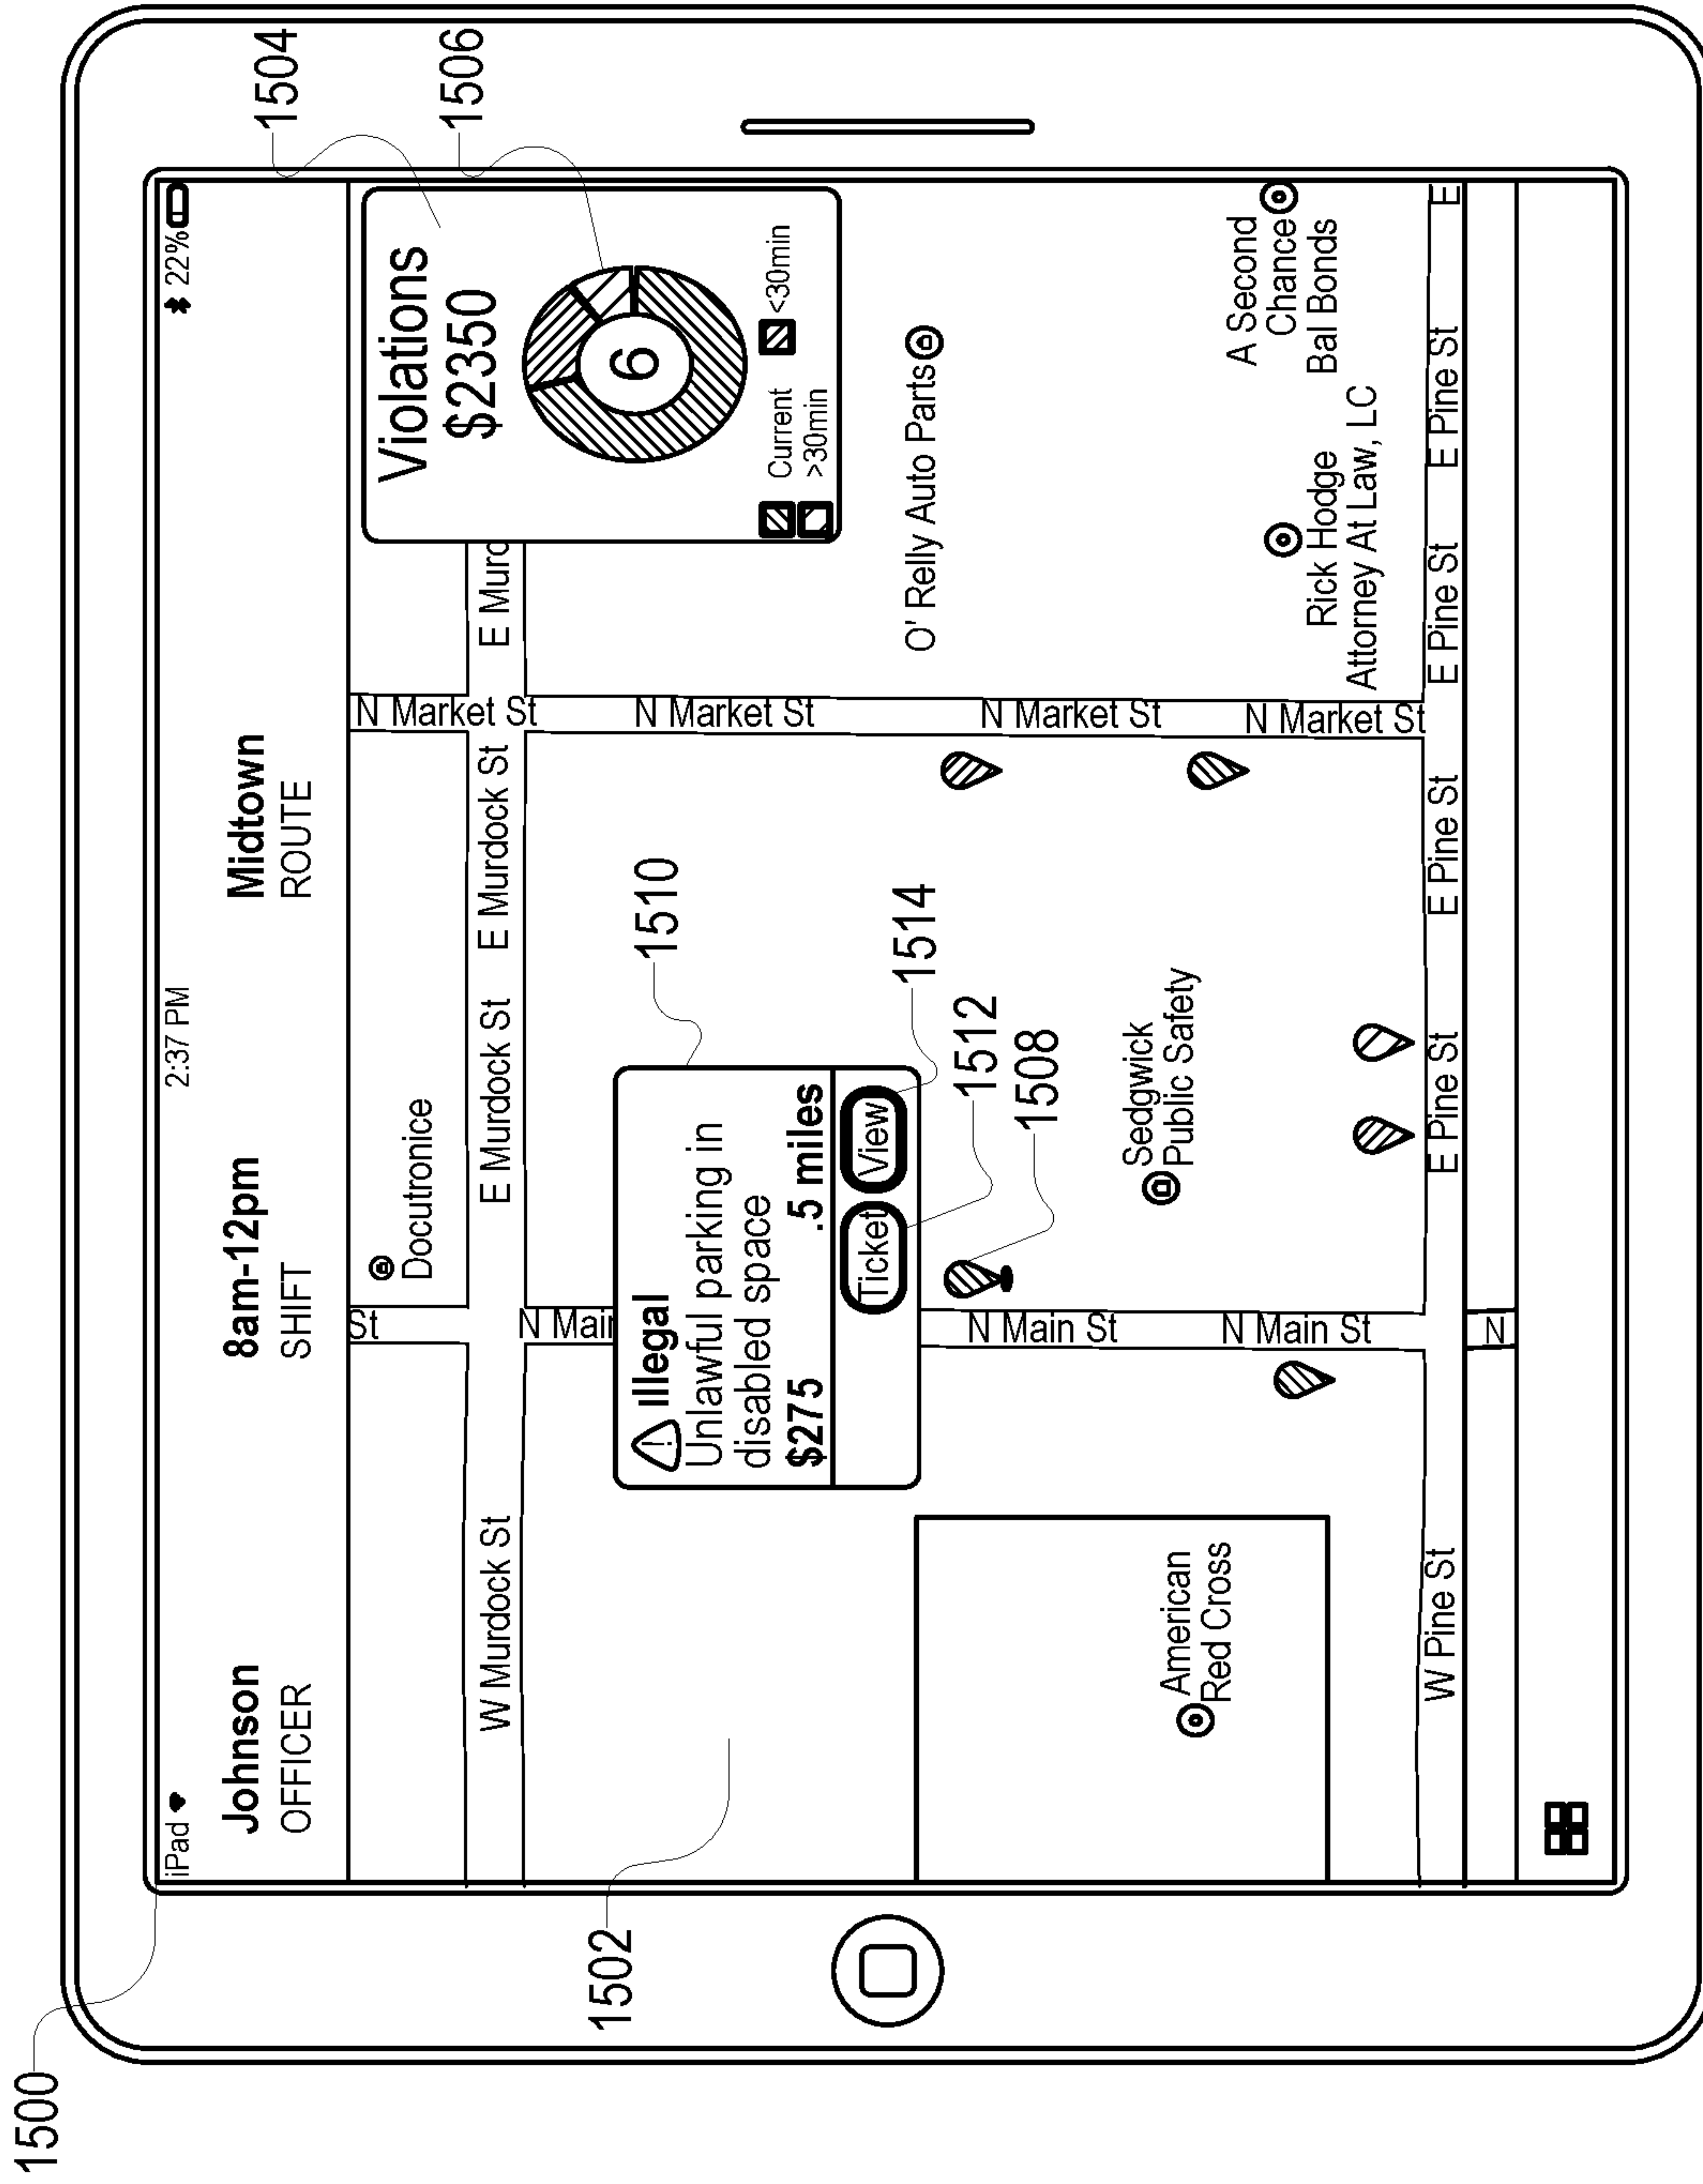 1500
iPad
2:37 PM
22%
Johnson
OFFICER
8am-12pm
SHIFT
Midtown
ROUTE
1504
1506
Violations
$2350
6
Current
<30min
>30min
St
Docutronice
N Market St
W Murdock St
E Murdock St
E Murdock St
E Murdock St
E Murd
N Main
Illegal
Unlawful parking in
disabled space
$275
.5 miles
Ticket
View
1510
1514
1512
1508
1502
N Market St
N Market St
N Market St
O' Relly Auto Parts
N Main St
N Main St
Sedgwick
Public Safety
American
Red Cross
A Second
Chance
Bal Bonds
Rick Hodge
Attorney At Law, LC
W Pine St
E Pine St
E Pine St
E Pine St
E Pine St
E
N